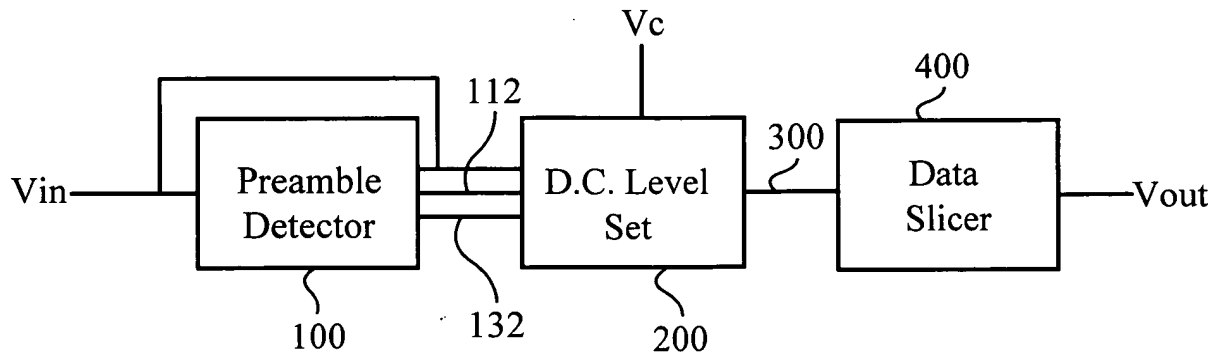 Vc
400
112
300
Vin
Preamble
Detector
D.C. Level
Set
Data
Slicer
Vout
100
132
200